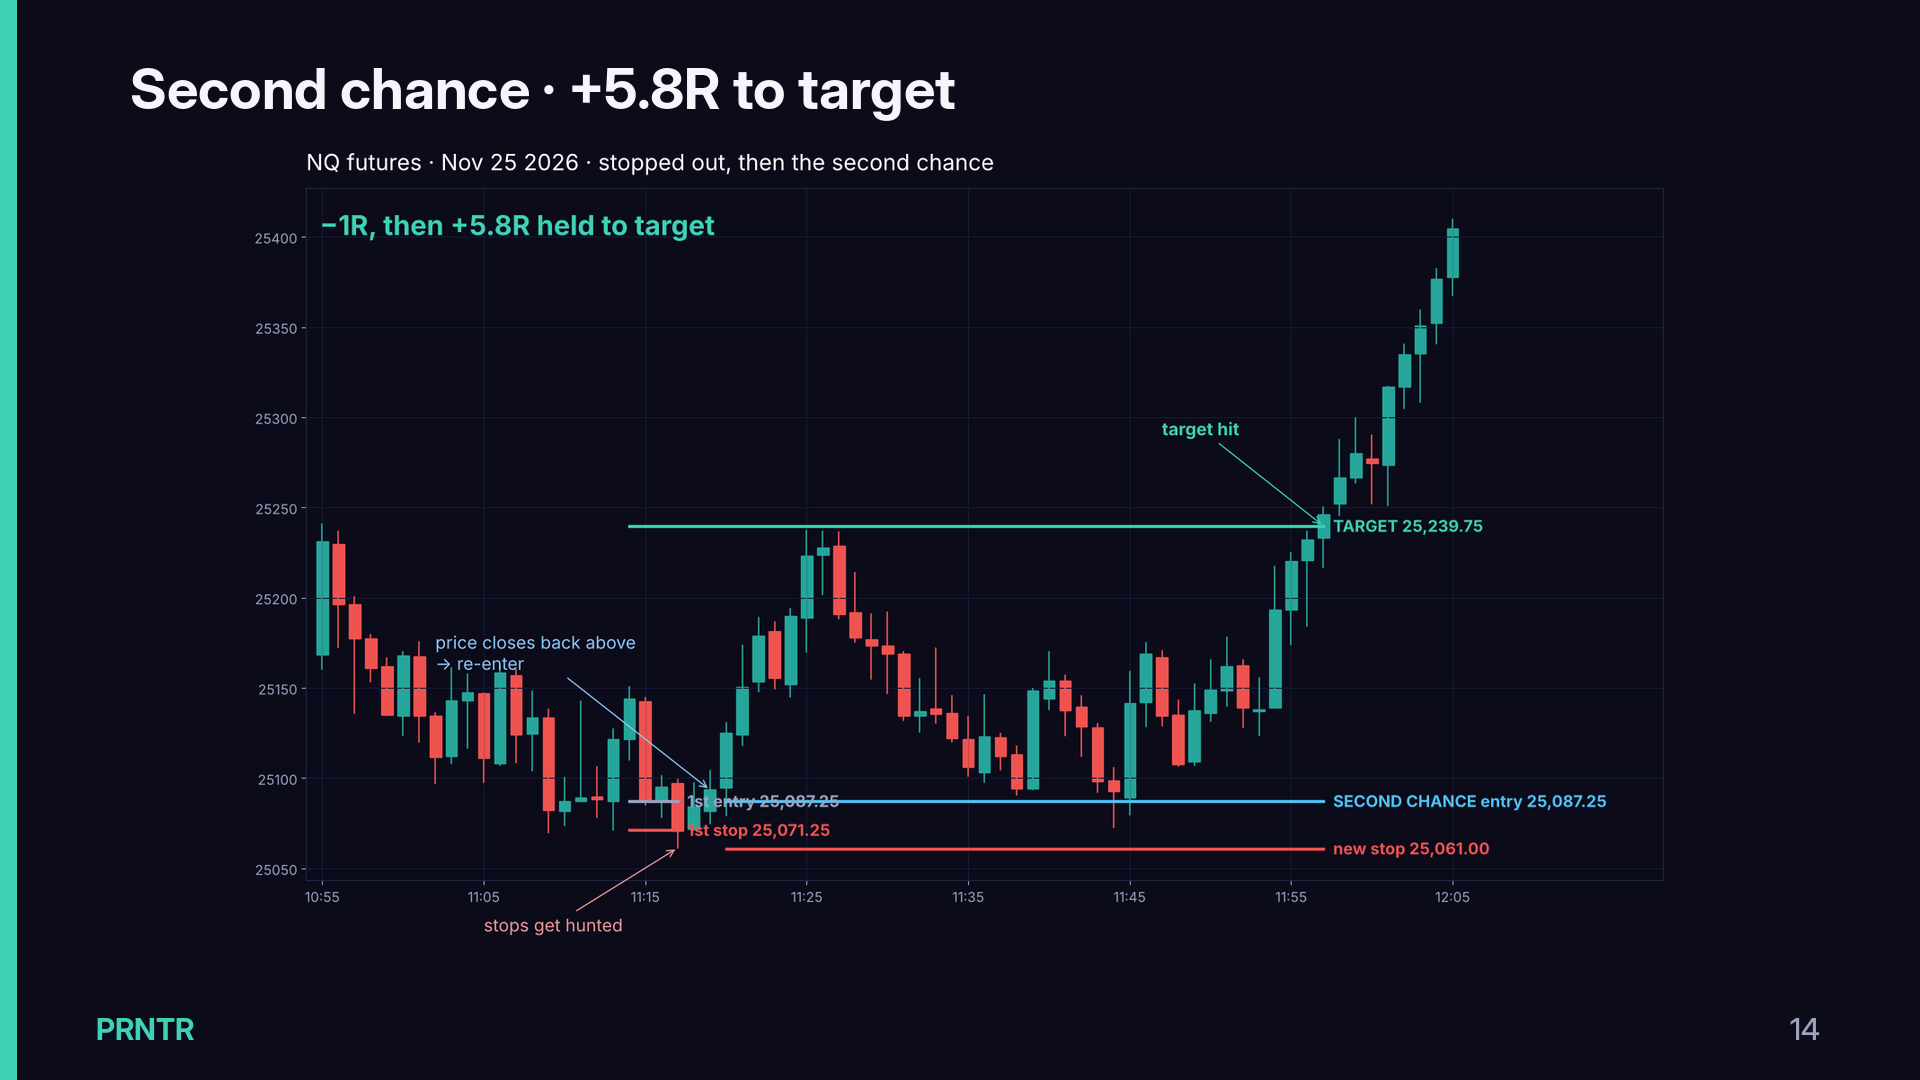 Second chance · +5.8R to target
NQ futures · Nov 25 2026 · stopped out, then the second chance
−1R, then +5.8R held to target
25400
25350
25300
target hit
25250
TARGET 25,239.75
25200
price closes back above
→ re-enter
25150
25100
1st entry 25,087.25
SECOND CHANCE entry 25,087.25
1st stop 25,071.25
new stop 25,061.00
25050
10:55
11:05
11:15
11:25
11:35
11:45
11:55
12:05
stops get hunted
PRNTR
14